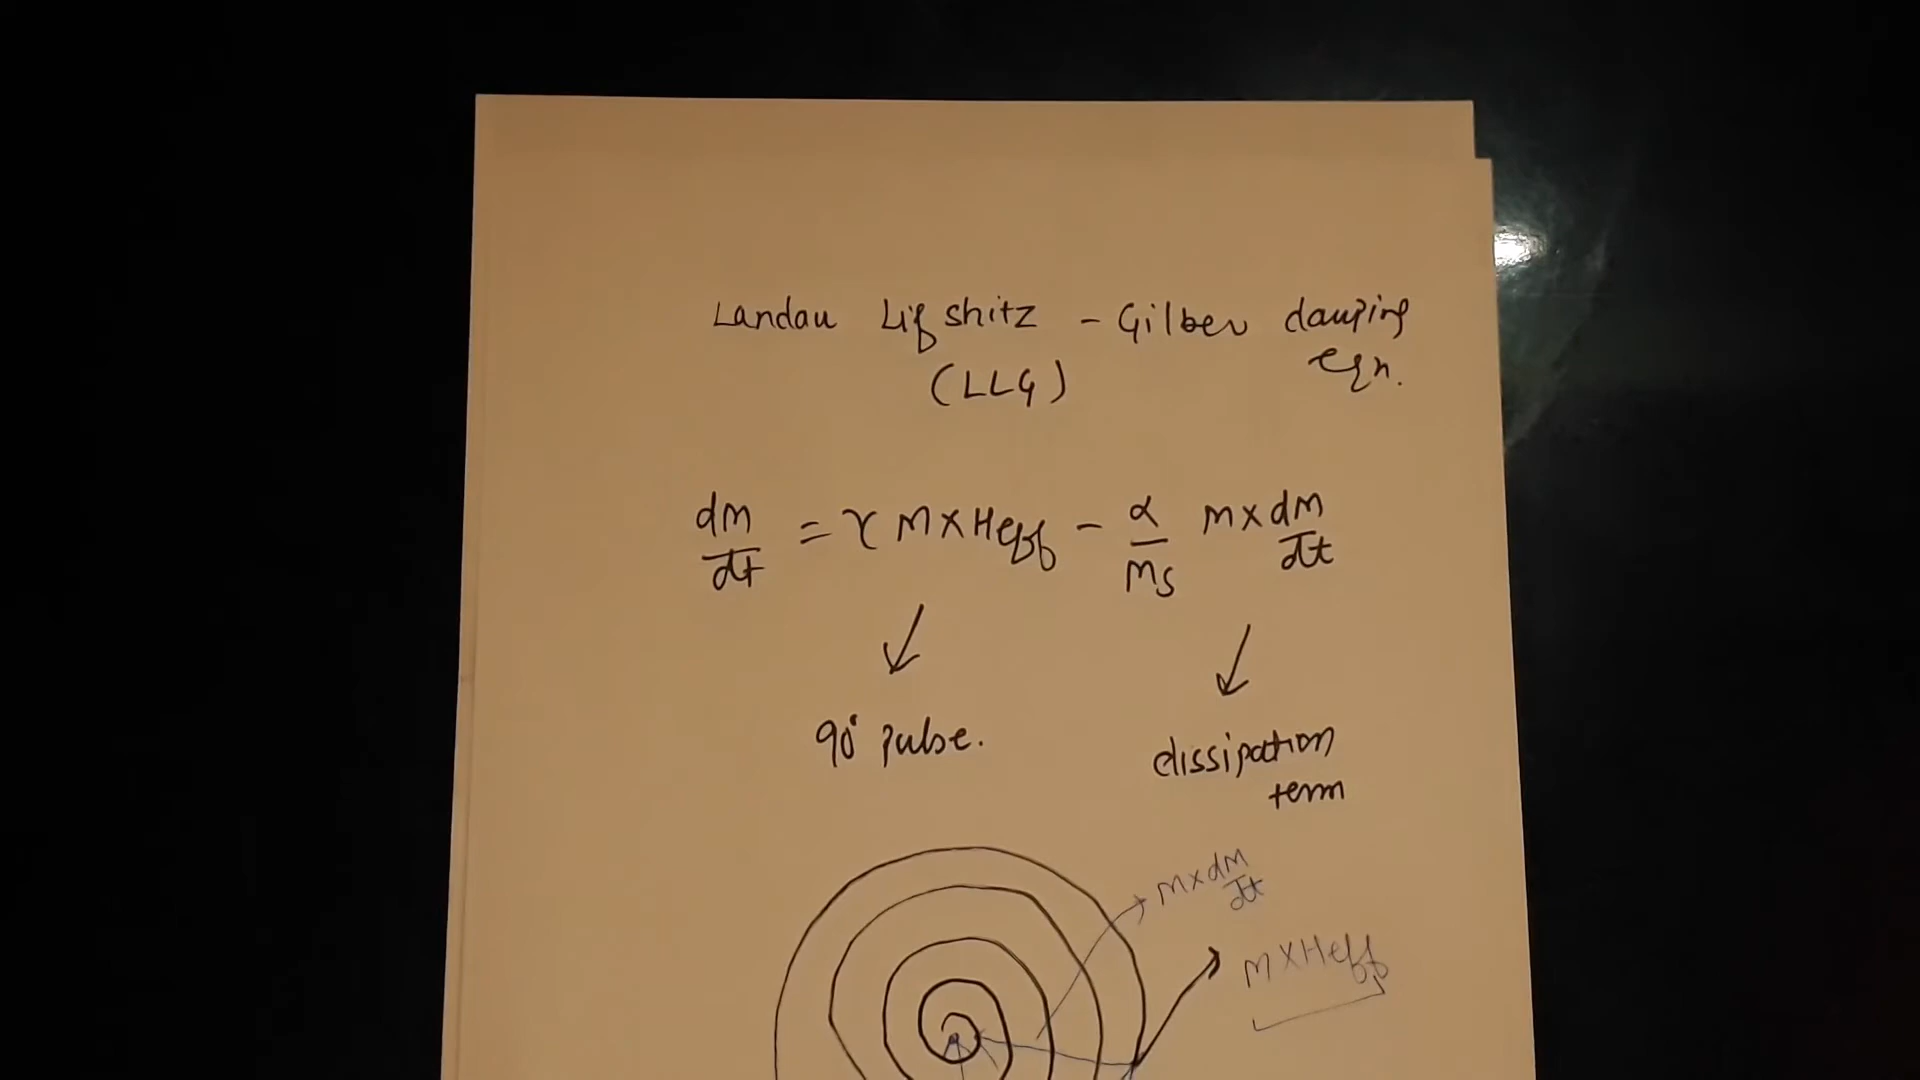 Landau Lifshitz - Gilber damping
eqn.
(LLG)
dM/dt = γ M x Heff - α/Ms M x dM/dt
90° pulse.
dissipation
term
M x dM/dt
M x Heff